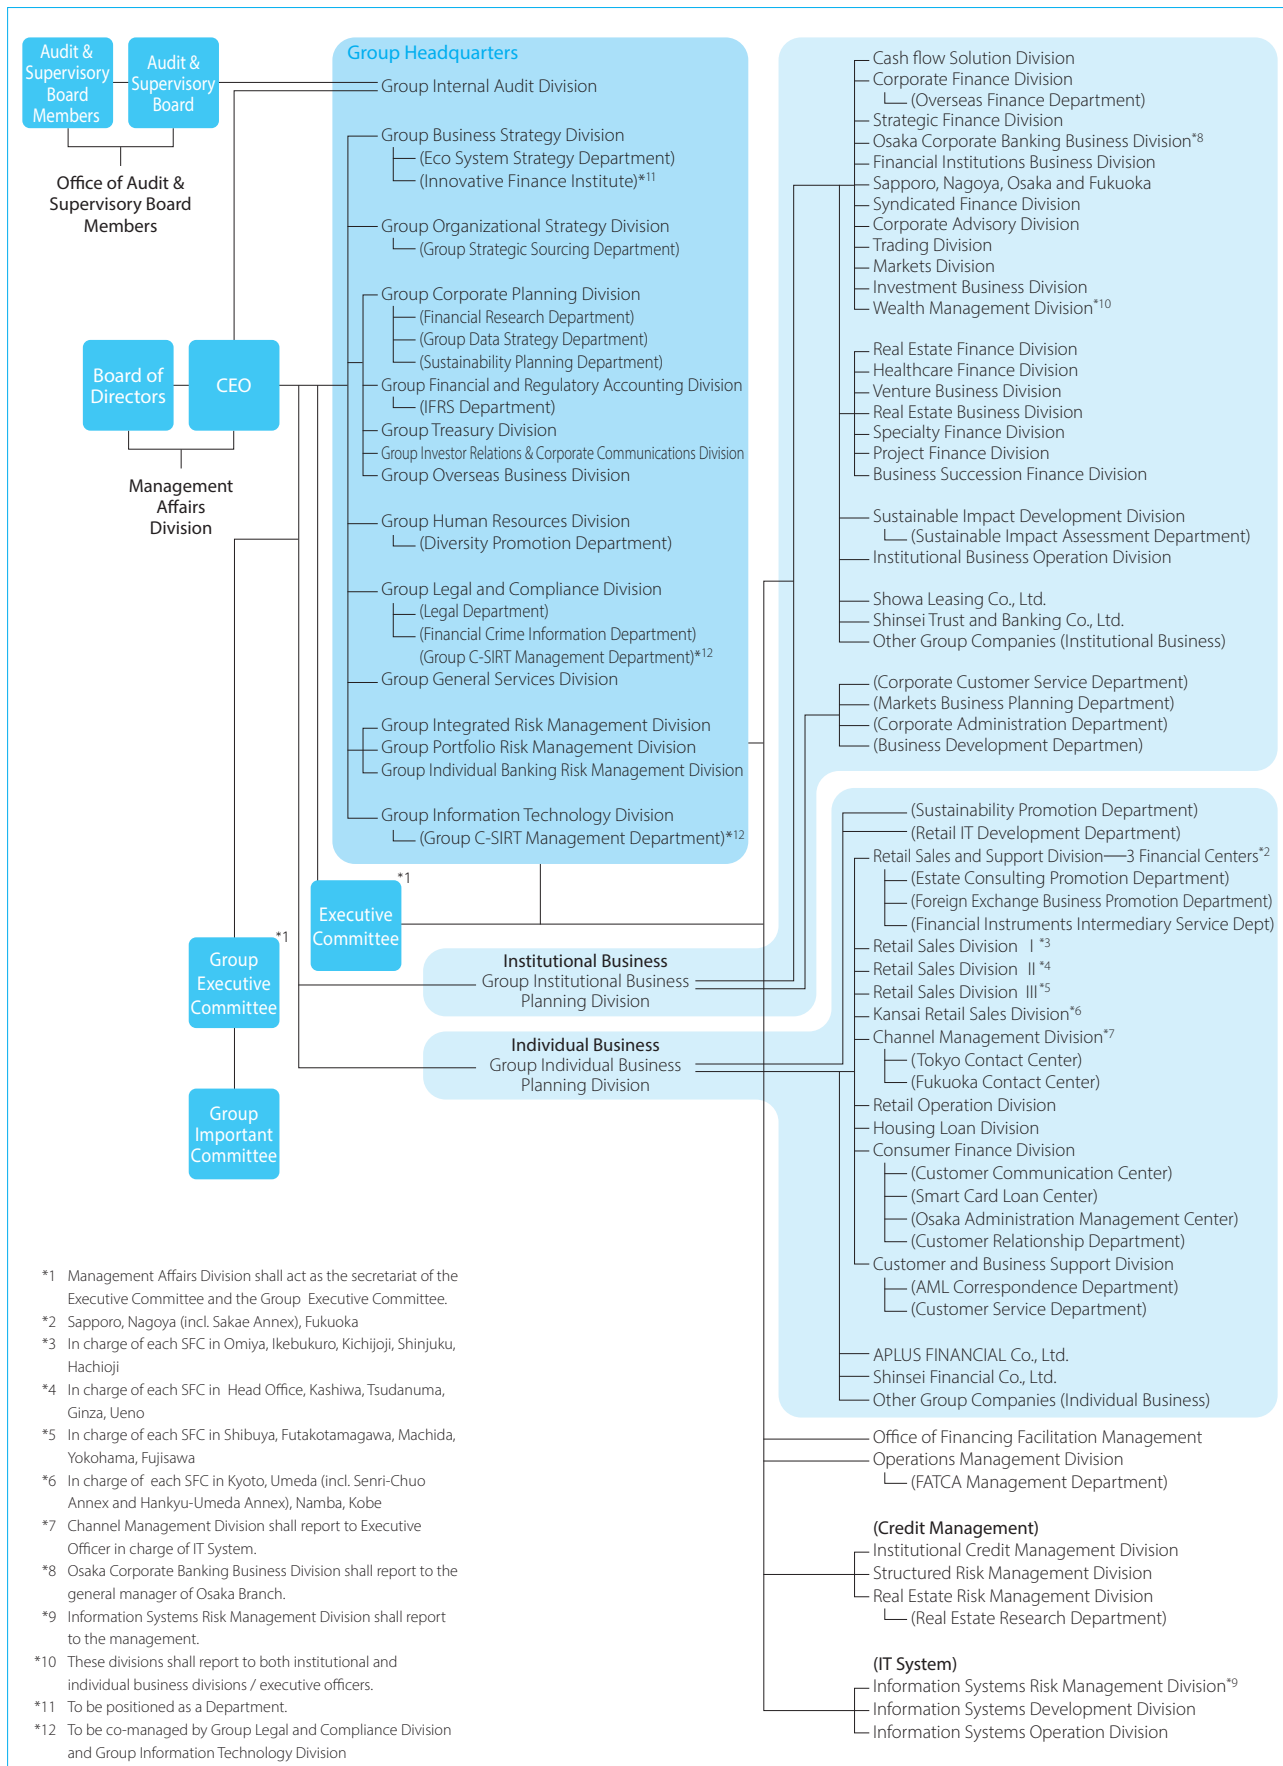 Audit &
Supervisory
Board
Members
Audit &
Supervisory
Board
Office of Audit &
Supervisory Board
Members
Board of
Directors
CEO
Management
Affairs
Division
Group Headquarters
Group Internal Audit Division
Group Business Strategy Division
(Eco System Strategy Department)
(Innovative Finance Institute)*11
Group Organizational Strategy Division
(Group Strategic Sourcing Department)
Group Corporate Planning Division
(Financial Research Department)
(Group Data Strategy Department)
(Sustainability Planning Department)
Group Financial and Regulatory Accounting Division
(IFRS Department)
Group Treasury Division
Group Investor Relations & Corporate Communications Division
Group Overseas Business Division
Group Human Resources Division
(Diversity Promotion Department)
Group Legal and Compliance Division
(Legal Department)
(Financial Crime Information Department)
(Group C-SIRT Management Department)*12
Group General Services Division
Group Integrated Risk Management Division
Group Portfolio Risk Management Division
Group Individual Banking Risk Management Division
Group Information Technology Division
(Group C-SIRT Management Department)*12
*1
Executive
Committee
*1
Group
Executive
Committee
Group
Important
Committee
Institutional Business
Group Institutional Business
Planning Division
Individual Business
Group Individual Business
Planning Division
Cash flow Solution Division
Corporate Finance Division
(Overseas Finance Department)
Strategic Finance Division
Osaka Corporate Banking Business Division*8
Financial Institutions Business Division
Sapporo, Nagoya, Osaka and Fukuoka
Syndicated Finance Division
Corporate Advisory Division
Trading Division
Markets Division
Investment Business Division
Wealth Management Division*10
Real Estate Finance Division
Healthcare Finance Division
Venture Business Division
Real Estate Business Division
Specialty Finance Division
Project Finance Division
Business Succession Finance Division
Sustainable Impact Development Division
(Sustainable Impact Assessment Department)
Institutional Business Operation Division
Showa Leasing Co., Ltd.
Shinsei Trust and Banking Co., Ltd.
Other Group Companies (Institutional Business)
(Corporate Customer Service Department)
(Markets Business Planning Department)
(Corporate Administration Department)
(Business Development Departmen)
(Sustainability Promotion Department)
(Retail IT Development Department)
Retail Sales and Support Division 3 Financial Centers*2
(Estate Consulting Promotion Department)
(Foreign Exchange Business Promotion Department)
(Financial Instruments Intermediary Service Dept)
Retail Sales Division I *3
Retail Sales Division II *4
Retail Sales Division III *5
Kansai Retail Sales Division*6
Channel Management Division*7
(Tokyo Contact Center)
(Fukuoka Contact Center)
Retail Operation Division
Housing Loan Division
Consumer Finance Division
(Customer Communication Center)
(Smart Card Loan Center)
(Osaka Administration Management Center)
(Customer Relationship Department)
Customer and Business Support Division
(AML Correspondence Department)
(Customer Service Department)
APLUS FINANCIAL Co., Ltd.
Shinsei Financial Co., Ltd.
Other Group Companies (Individual Business)
Office of Financing Facilitation Management
Operations Management Division
(FATCA Management Department)
(Credit Management)
Institutional Credit Management Division
Structured Risk Management Division
Real Estate Risk Management Division
(Real Estate Research Department)
(IT System)
Information Systems Risk Management Division*9
Information Systems Development Division
Information Systems Operation Division
*1 Management Affairs Division shall act as the secretariat of the
Executive Committee and the Group Executive Committee.
*2 Sapporo, Nagoya (incl. Sakae Annex), Fukuoka
*3 In charge of each SFC in Omiya, Ikebukuro, Kichijoji, Shinjuku,
Hachioji
*4 In charge of each SFC in Head Office, Kashiwa, Tsudanuma,
Ginza, Ueno
*5 In charge of each SFC in Shibuya, Futakotamagawa, Machida,
Yokohama, Fujisawa
*6 In charge of each SFC in Kyoto, Umeda (incl. Senri-Chuo
Annex and Hankyu-Umeda Annex), Namba, Kobe
*7 Channel Management Division shall report to Executive
Officer in charge of IT System.
*8 Osaka Corporate Banking Business Division shall report to the
general manager of Osaka Branch.
*9 Information Systems Risk Management Division shall report
to the management.
*10 These divisions shall report to both institutional and
individual business divisions / executive officers.
*11 To be positioned as a Department.
*12 To be co-managed by Group Legal and Compliance Division
and Group Information Technology Division